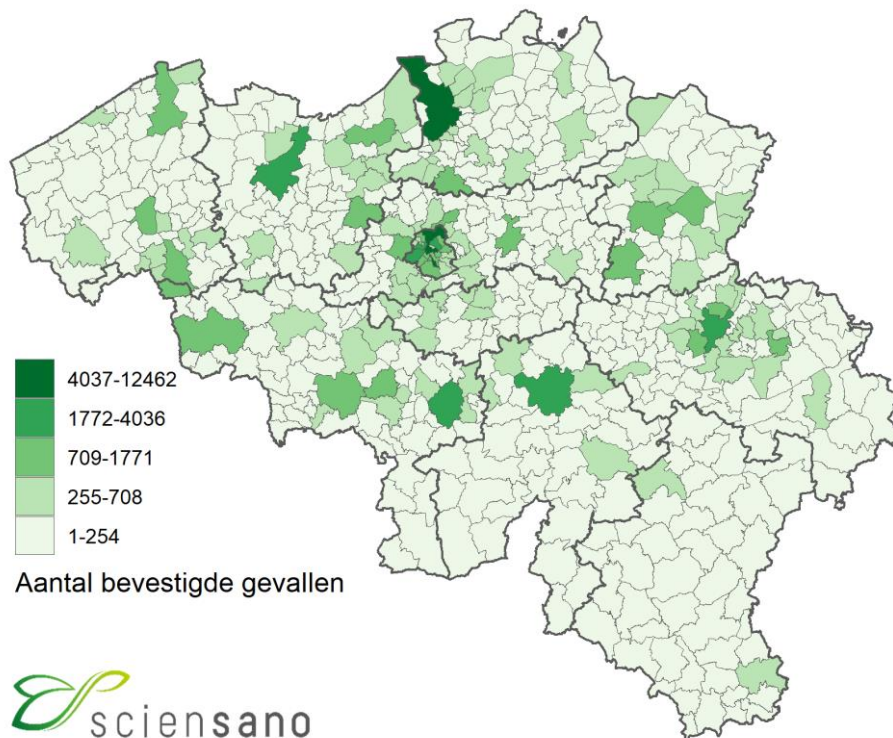 4037-12462
1772-4036
709-1771
255-708
1-254
Aantal bevestigde gevallen
sciensano